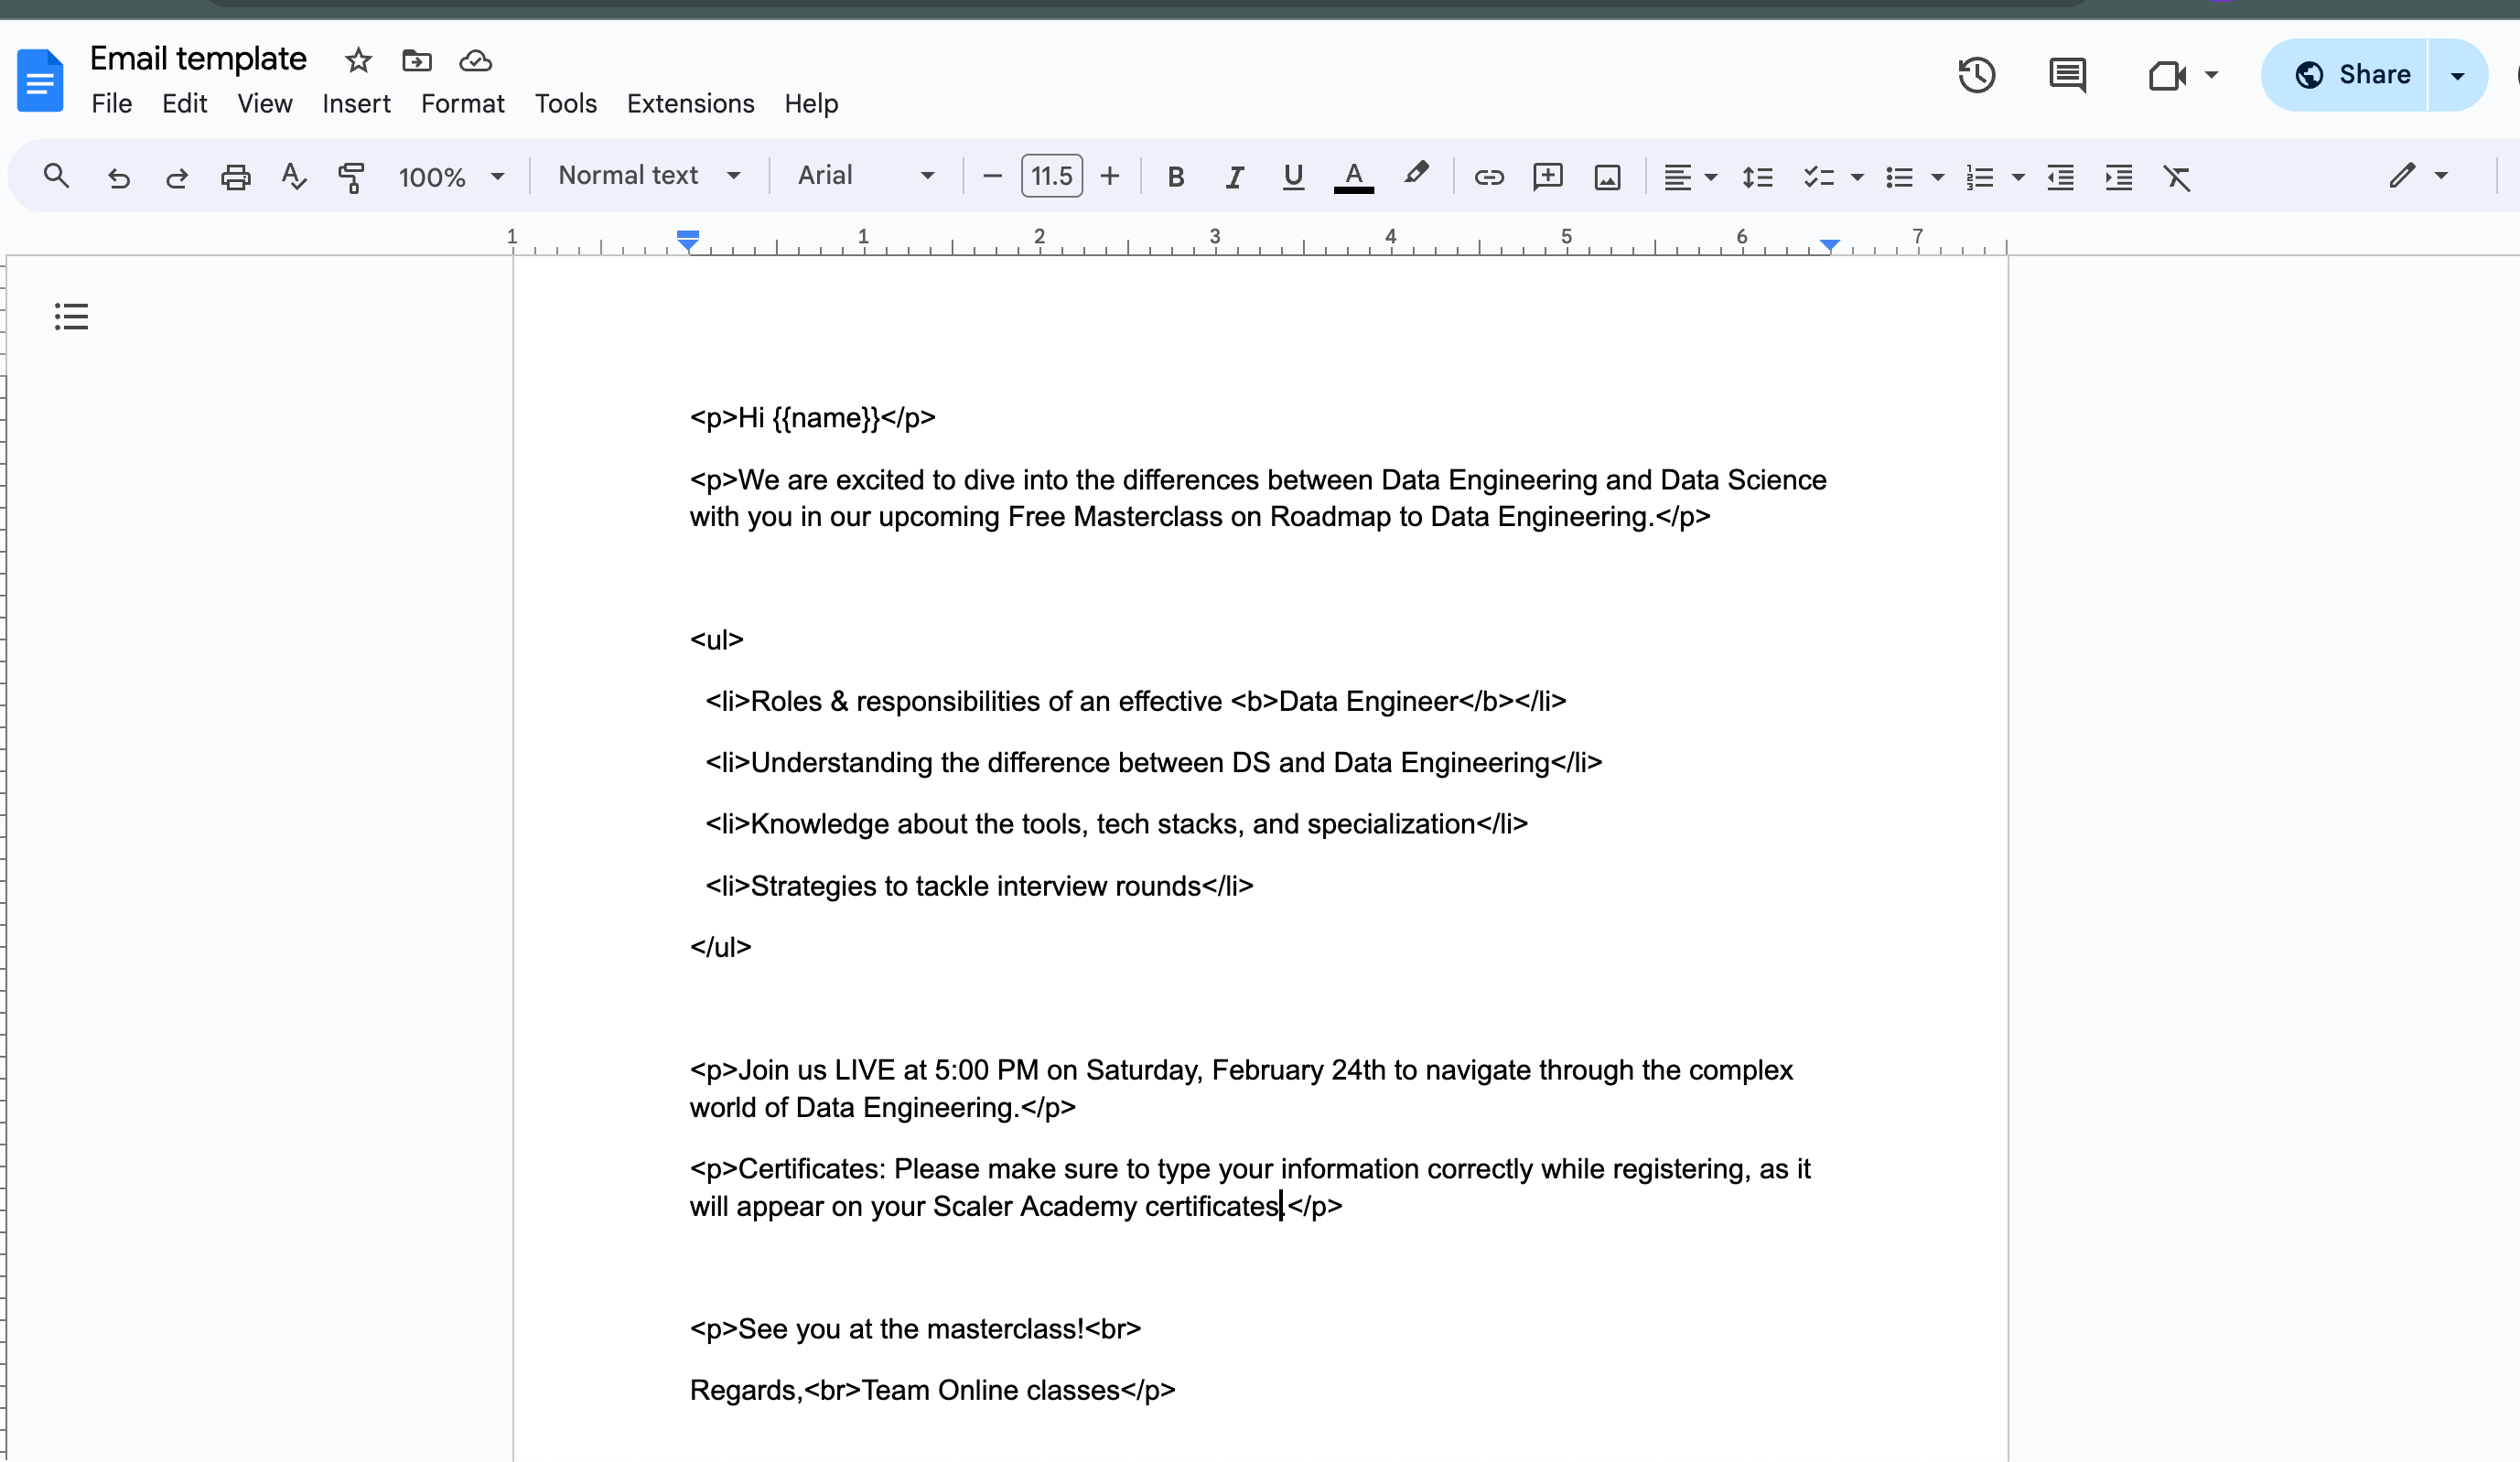 Email template
File Edit View Insert Format Tools Extensions Help
Share
100% Normal text Arial 11.5 B I U A
1 1 2 3 4 5 6 7
<p>Hi {{name}}</p>
<p>We are excited to dive into the differences between Data Engineering and Data Science
with you in our upcoming Free Masterclass on Roadmap to Data Engineering.</p>
<ul>
<li>Roles & responsibilities of an effective <b>Data Engineer</b></li>
<li>Understanding the difference between DS and Data Engineering</li>
<li>Knowledge about the tools, tech stacks, and specialization</li>
<li>Strategies to tackle interview rounds</li>
</ul>
<p>Join us LIVE at 5:00 PM on Saturday, February 24th to navigate through the complex
world of Data Engineering.</p>
<p>Certificates: Please make sure to type your information correctly while registering, as it
will appear on your Scaler Academy certificates.</p>
<p>See you at the masterclass!<br>
Regards,<br>Team Online classes</p>